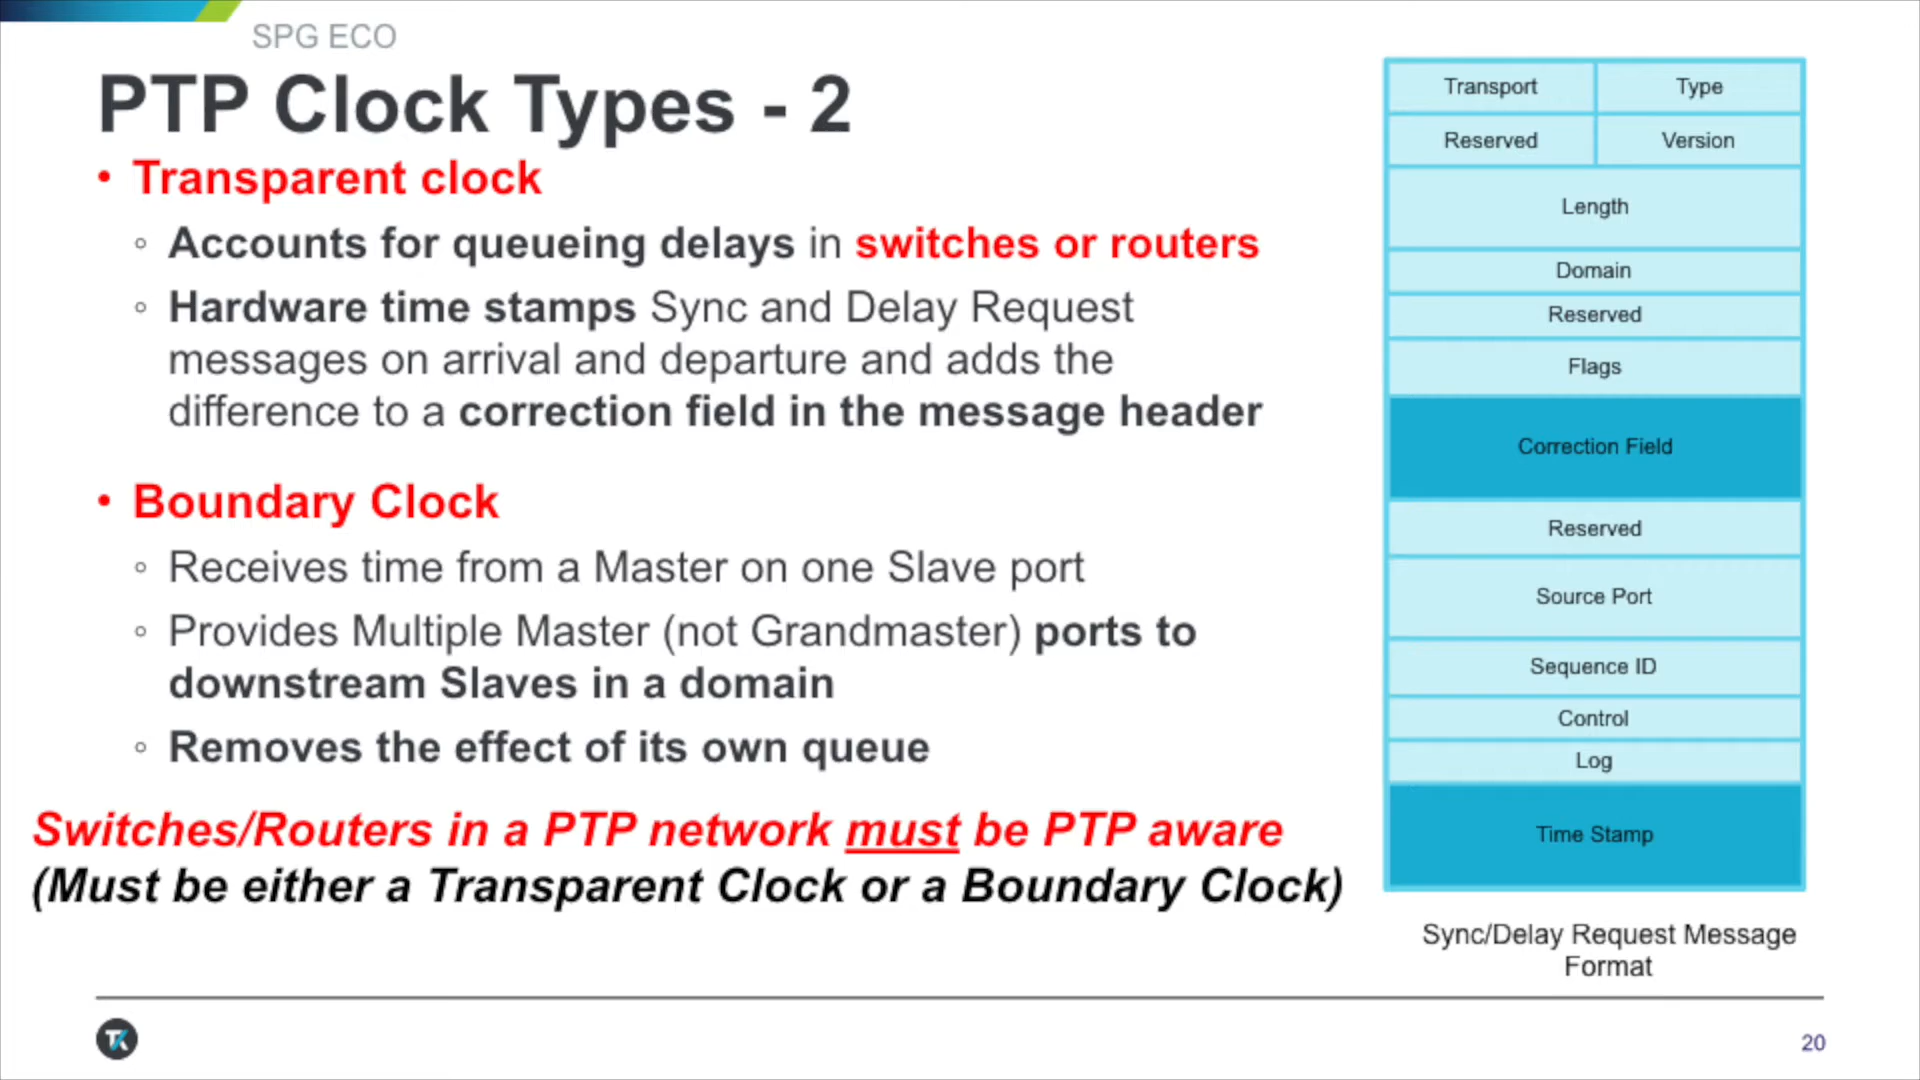 SPG ECO
PTP Clock Types - 2
• Transparent clock
◦ Accounts for queueing delays in switches or routers
◦ Hardware time stamps Sync and Delay Request
messages on arrival and departure and adds the
difference to a correction field in the message header
• Boundary Clock
◦ Receives time from a Master on one Slave port
◦ Provides Multiple Master (not Grandmaster) ports to
downstream Slaves in a domain
◦ Removes the effect of its own queue
Switches/Routers in a PTP network must be PTP aware
(Must be either a Transparent Clock or a Boundary Clock)
Transport Type
Reserved Version
Length
Domain
Reserved
Flags
Correction Field
Reserved
Source Port
Sequence ID
Control
Log
Time Stamp
Sync/Delay Request Message
Format
TK
20